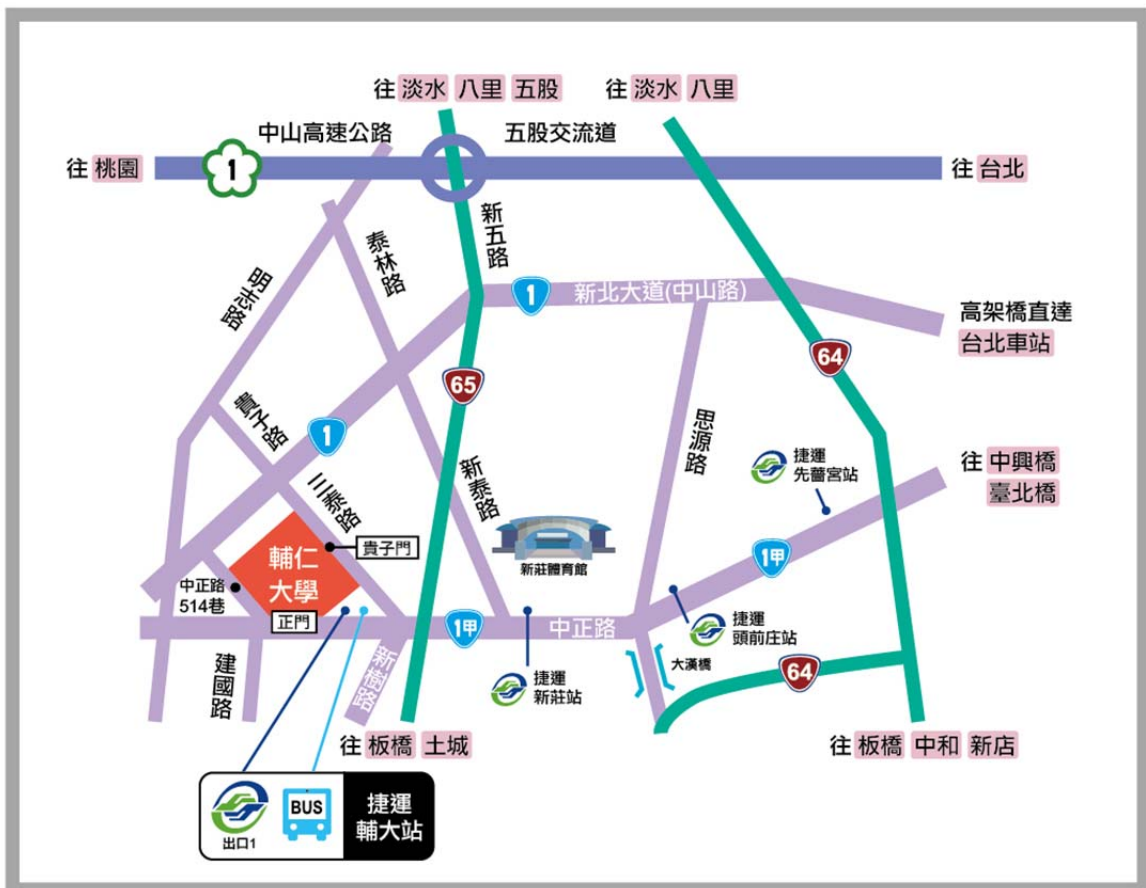 往 淡水 八里 五股
往 淡水 八里
中山高速公路
五股交流道
往 桃園
1
往 台北
新五路
泰林路
明志路
1
新北大道(中山路)
高架橋直達
台北車站
65
64
貴子路
1
思源路
新泰路
捷運
先嗇宮站
往 中興橋
臺北橋
三泰路
新莊體育館
輔仁
大學
貴子門
1甲
中正路
514巷
正門
1甲
中正路
捷運
頭前庄站
建國路
新樹路
捷運
新莊站
大漢橋
64
往 板橋 土城
往 板橋 中和 新店
BUS
出口1
捷運
輔大站